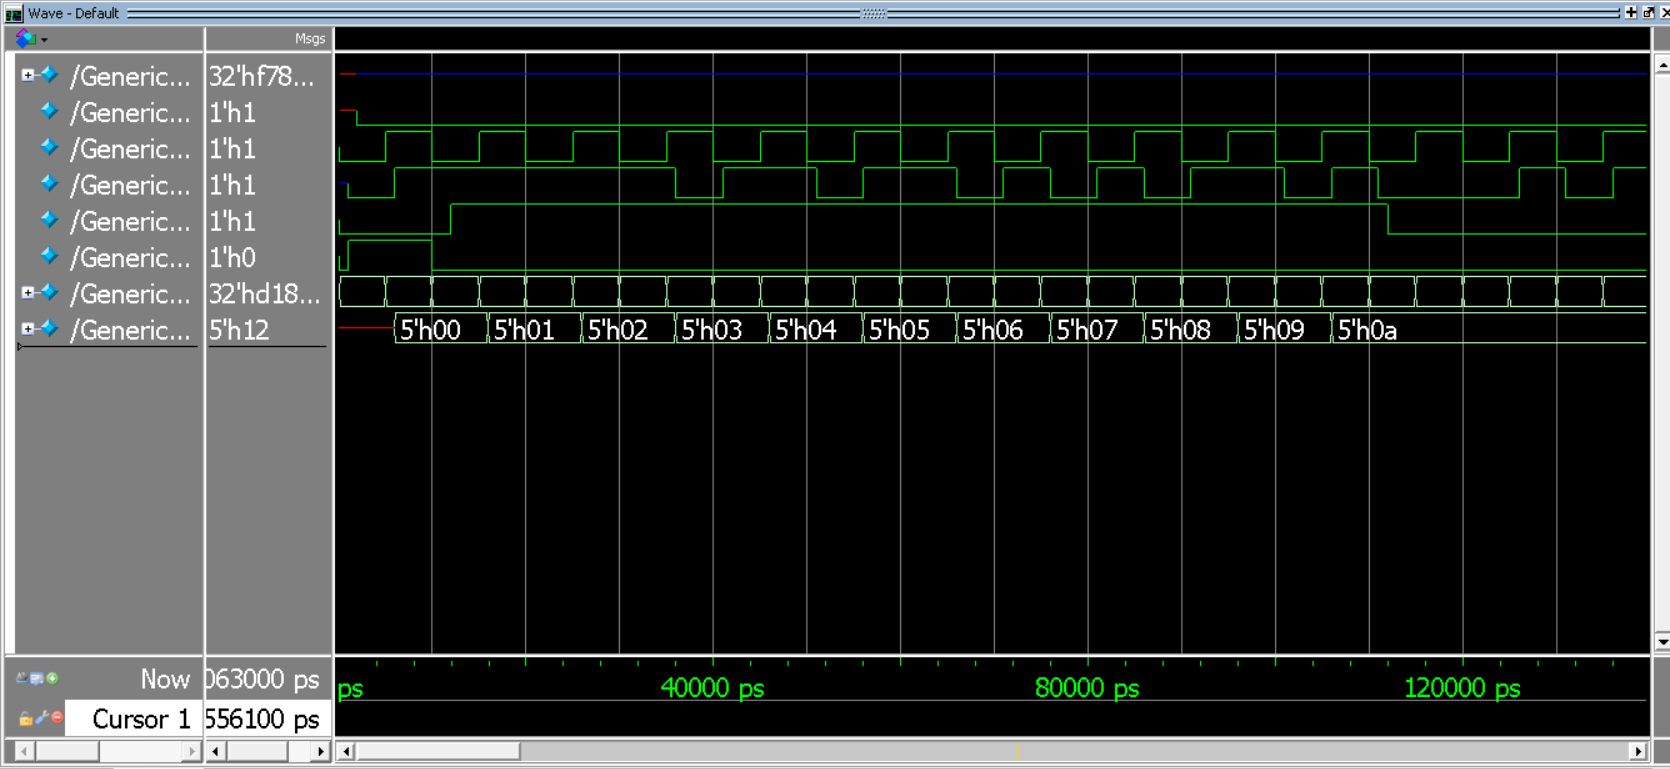 Wave - Default
Msgs
/Generic... 32'hf78...
/Generic... 1'h1
/Generic... 1'h1
/Generic... 1'h1
/Generic... 1'h1
/Generic... 1'h0
/Generic... 32'hd18...
/Generic... 5'h12 5'h00 5'h01 5'h02 5'h03 5'h04 5'h05 5'h06 5'h07 5'h08 5'h09 5'h0a
Now 063000 ps ps 40000 ps 80000 ps 120000 ps
Cursor 1 556100 ps